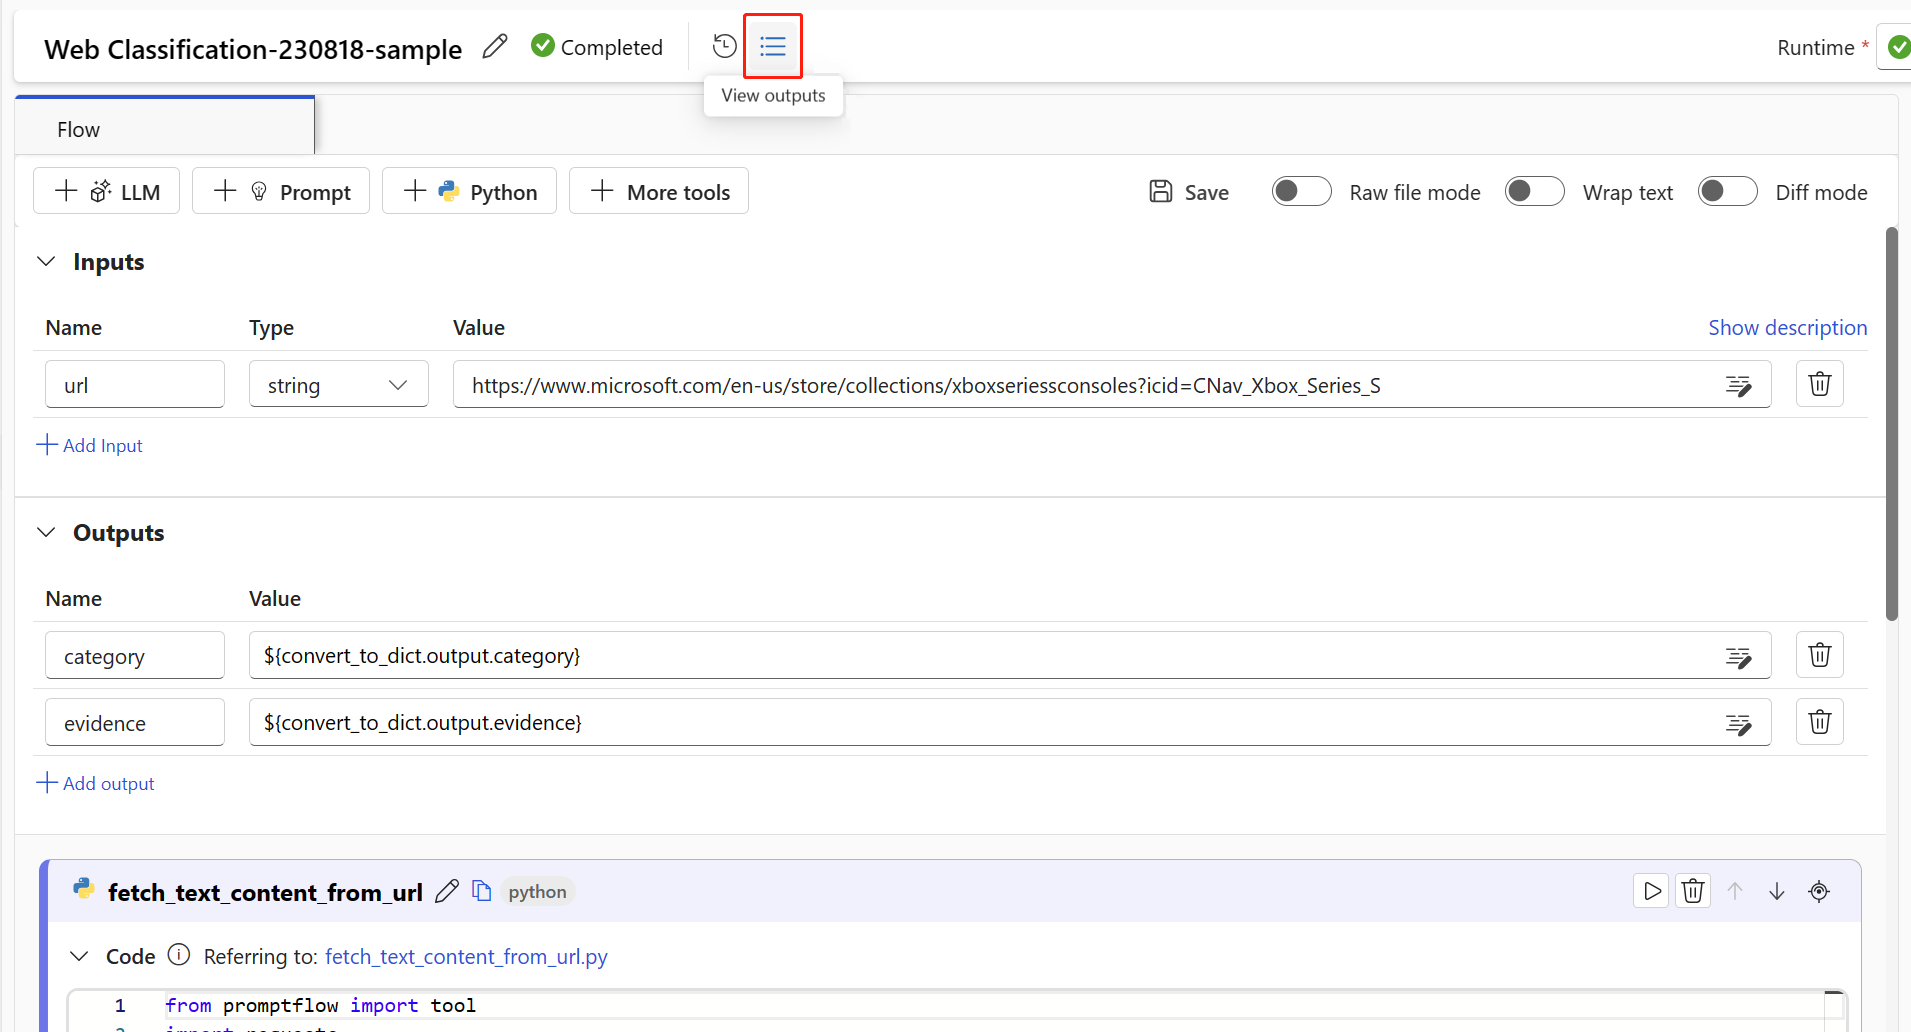 Web Classification-230818-sample Completed Runtime *
View outputs
Flow
LLM Prompt Python More tools Save Raw file mode Wrap text Diff mode
Inputs
Name Type Value Show description
url string https://www.microsoft.com/en-us/store/collections/xboxseriessconsoles?icid=CNav_Xbox_Series_S
Add Input
Outputs
Name Value
category ${convert_to_dict.output.category}
evidence ${convert_to_dict.output.evidence}
Add output
fetch_text_content_from_url python
Code Referring to: fetch_text_content_from_url.py
1 from promptflow import tool
2 import requests